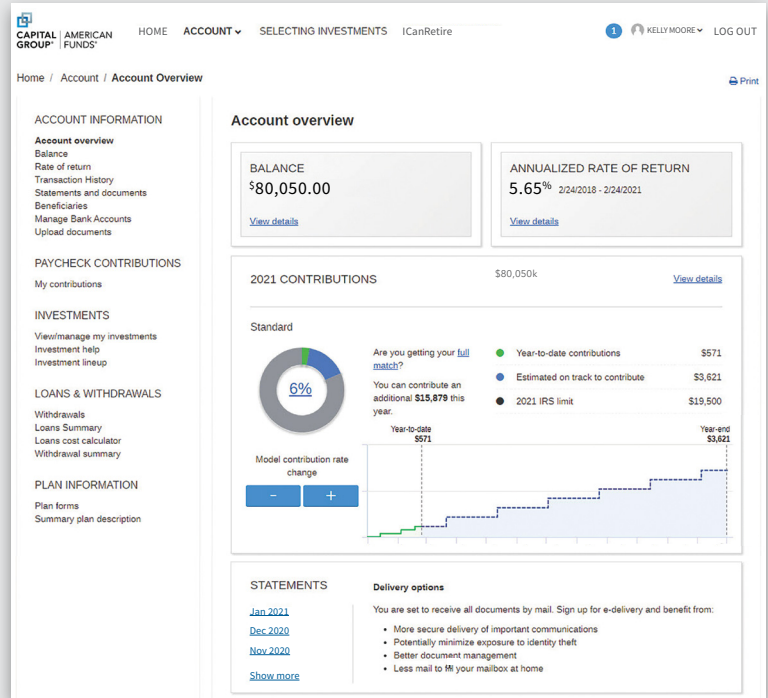 CAPITAL | AMERICAN
GROUP® | FUNDS®
HOME
ACCOUNT
SELECTING INVESTMENTS
ICanRetire
1
KELLY MOORE
LOG OUT
Home / Account / Account Overview
Print
ACCOUNT INFORMATION
Account overview
Balance
Rate of return
Transaction History
Statements and documents
Beneficiaries
Manage Bank Accounts
Upload documents
PAYCHECK CONTRIBUTIONS
My contributions
INVESTMENTS
View/manage my investments
Investment help
Investment lineup
LOANS & WITHDRAWALS
Withdrawals
Loans Summary
Loans cost calculator
Withdrawal summary
PLAN INFORMATION
Plan forms
Summary plan description
Account overview
BALANCE
$80,050.00
View details
ANNUALIZED RATE OF RETURN
5.65% 2/24/2018 - 2/24/2021
View details
2021 CONTRIBUTIONS
$80,050k
View details
Standard
6%
Model contribution rate
change
−
+
Are you getting your full
match?
You can contribute an
additional $15,879 this
year.
Year-to-date contributions $571
Estimated on track to contribute $3,621
2021 IRS limit $19,500
Year-to-date
$571
Year-end
$3,621
STATEMENTS
Jan 2021
Dec 2020
Nov 2020
Show more
Delivery options
You are set to receive all documents by mail. Sign up for e-delivery and benefit from:
• More secure delivery of important communications
• Potentially minimize exposure to identity theft
• Better document management
• Less mail to fill your mailbox at home